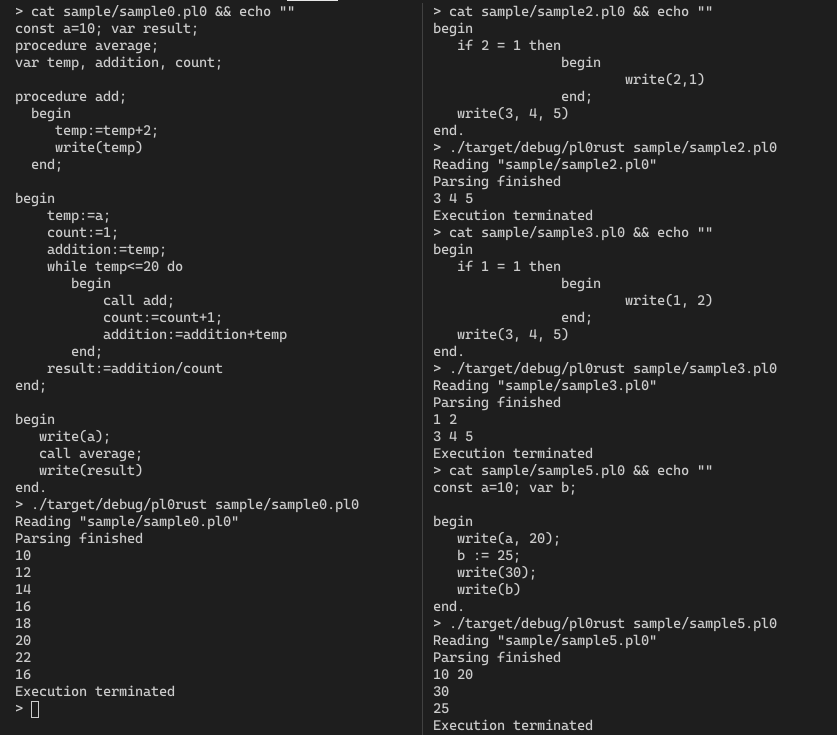 > cat sample/sample0.pl0 && echo ""
const a=10; var result;
procedure average;
var temp, addition, count;

procedure add;
  begin
     temp:=temp+2;
     write(temp)
  end;

begin
    temp:=a;
    count:=1;
    addition:=temp;
    while temp<=20 do
       begin
           call add;
           count:=count+1;
           addition:=addition+temp
       end;
    result:=addition/count
end;

begin
   write(a);
   call average;
   write(result)
end.
> ./target/debug/pl0rust sample/sample0.pl0
Reading "sample/sample0.pl0"
Parsing finished
10
12
14
16
18
20
22
16
Execution terminated
>
> cat sample/sample2.pl0 && echo ""
begin
   if 2 = 1 then
                begin
                        write(2,1)
                end;
   write(3, 4, 5)
end.
> ./target/debug/pl0rust sample/sample2.pl0
Reading "sample/sample2.pl0"
Parsing finished
3 4 5
Execution terminated
> cat sample/sample3.pl0 && echo ""
begin
   if 1 = 1 then
                begin
                        write(1, 2)
                end;
   write(3, 4, 5)
end.
> ./target/debug/pl0rust sample/sample3.pl0
Reading "sample/sample3.pl0"
Parsing finished
1 2
3 4 5
Execution terminated
> cat sample/sample5.pl0 && echo ""
const a=10; var b;

begin
   write(a, 20);
   b := 25;
   write(30);
   write(b)
end.
> ./target/debug/pl0rust sample/sample5.pl0
Reading "sample/sample5.pl0"
Parsing finished
10 20
30
25
Execution terminated